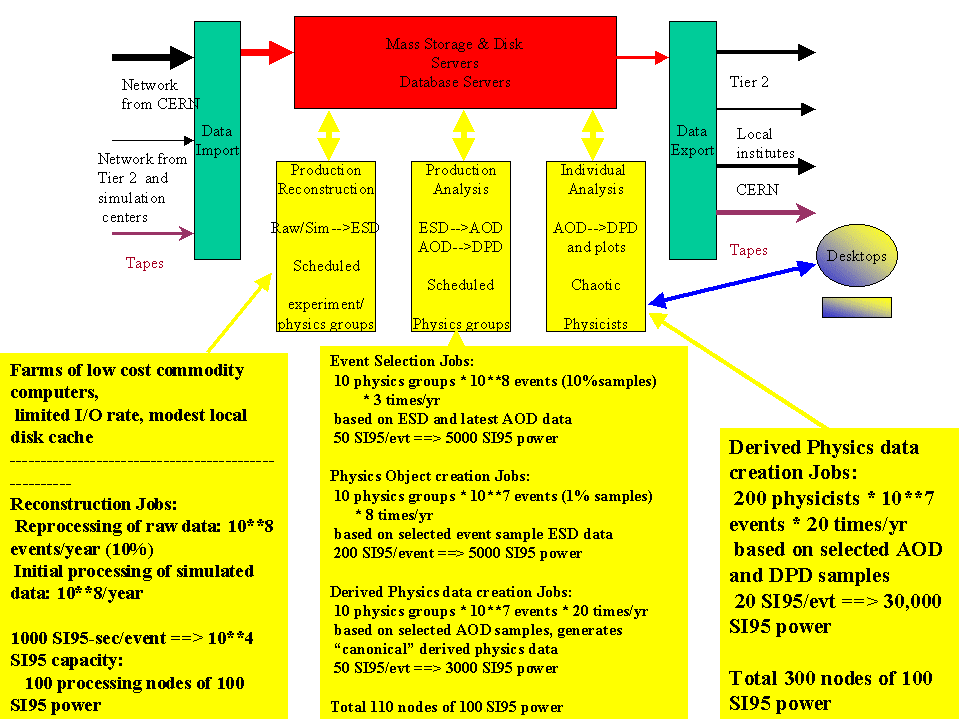 Mass Storage & Disk
Servers
Database Servers
Network
from CERN
Network from
Tier 2 and
simulation
centers
Tapes
Data
Import
Data
Export
Tier 2
Local
institutes
CERN
Tapes
Desktops
Production
Reconstruction
Raw/Sim-->ESD
Scheduled
experiment/
physics groups
Production
Analysis
ESD-->AOD
AOD-->DPD
Scheduled
Physics groups
Individual
Analysis
AOD-->DPD
and plots
Chaotic
Physicists
Farms of low cost commodity
computers,
limited I/O rate, modest local
disk cache
-------------------------------------------
----------
Reconstruction Jobs:
Reprocessing of raw data: 10**8
events/year (10%)
Initial processing of simulated
data: 10**8/year
1000 SI95-sec/event ==> 10**4
SI95 capacity:
100 processing nodes of 100
SI95 power
Event Selection Jobs:
10 physics groups * 10**8 events (10%samples)
* 3 times/yr
based on ESD and latest AOD data
50 SI95/evt ==> 5000 SI95 power
Physics Object creation Jobs:
10 physics groups * 10**7 events (1% samples)
* 8 times/yr
based on selected event sample ESD data
200 SI95/event ==> 5000 SI95 power
Derived Physics data creation Jobs:
10 physics groups * 10**7 events * 20 times/yr
based on selected AOD samples, generates
“canonical” derived physics data
50 SI95/evt ==> 3000 SI95 power
Total 110 nodes of 100 SI95 power
Derived Physics data
creation Jobs:
200 physicists * 10**7
events * 20 times/yr
based on selected AOD
and DPD samples
20 SI95/evt ==> 30,000
SI95 power
Total 300 nodes of 100
SI95 power